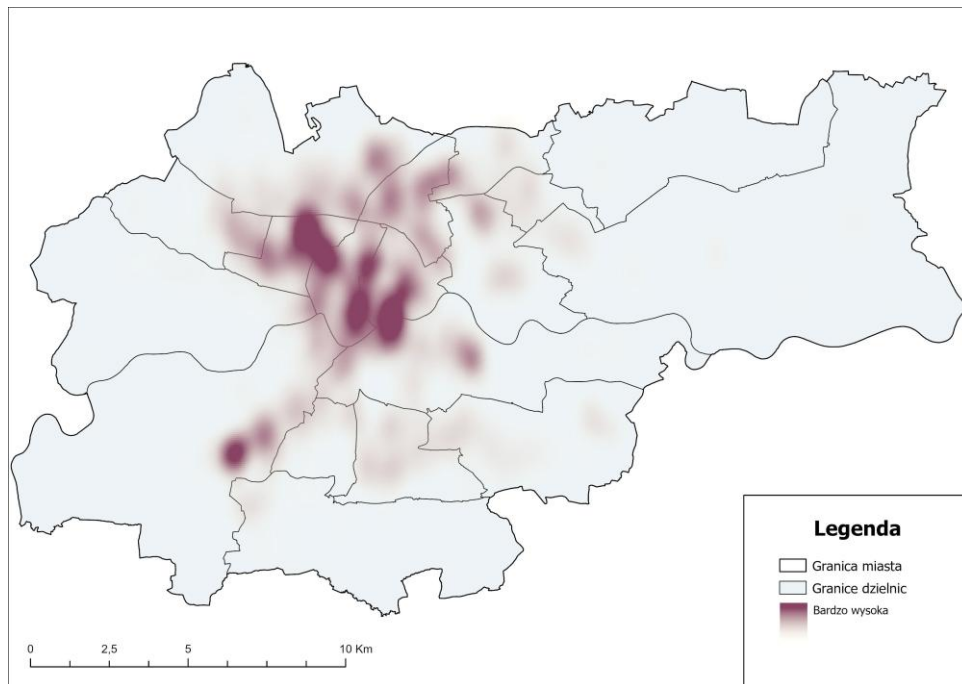 Legenda
Granica miasta
Granice dzielnic
Bardzo wysoka
0 2,5 5 10 Km